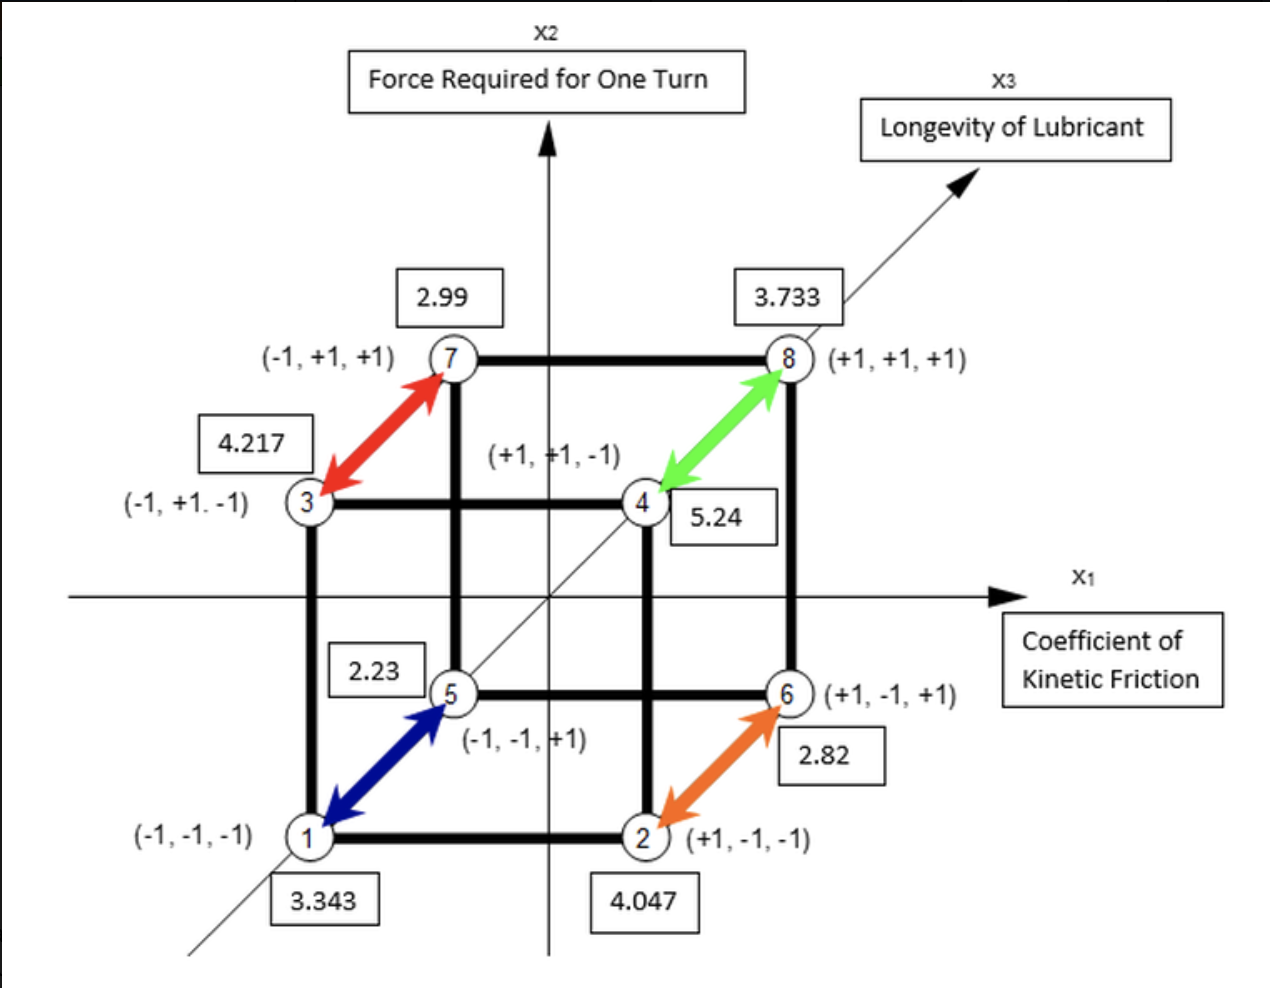 X2
Force Required for One Turn
X3
Longevity of Lubricant
2.99
3.733
(-1, +1, +1)
7
8
(+1, +1, +1)
4.217
(+1, +1, -1)
(-1, +1. -1)
3
4
5.24
X1
Coefficient of
Kinetic Friction
2.23
5
6
(+1, -1, +1)
(-1, -1, +1)
2.82
(-1, -1, -1)
1
2
(+1, -1, -1)
3.343
4.047